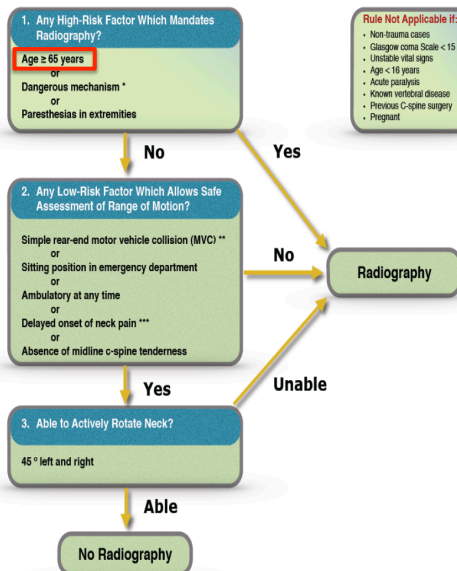 1. Any High-Risk Factor Which Mandates
Radiography?
Age ≥ 65 years
or
Dangerous mechanism *
or
Paresthesias in extremities
Rule Not Applicable if:
• Non-trauma cases
• Glasgow coma Scale < 15
• Unstable vital signs
• Age < 16 years
• Acute paralysis
• Known vertebral disease
• Previous C-spine surgery
• Pregnant
No
Yes
2. Any Low-Risk Factor Which Allows Safe
Assessment of Range of Motion?
Simple rear-end motor vehicle collision (MVC) **
or
Sitting position in emergency department
or
Ambulatory at any time
or
Delayed onset of neck pain ***
or
Absence of midline c-spine tenderness
No
Radiography
Yes
Unable
3. Able to Actively Rotate Neck?
45 º left and right
Able
No Radiography